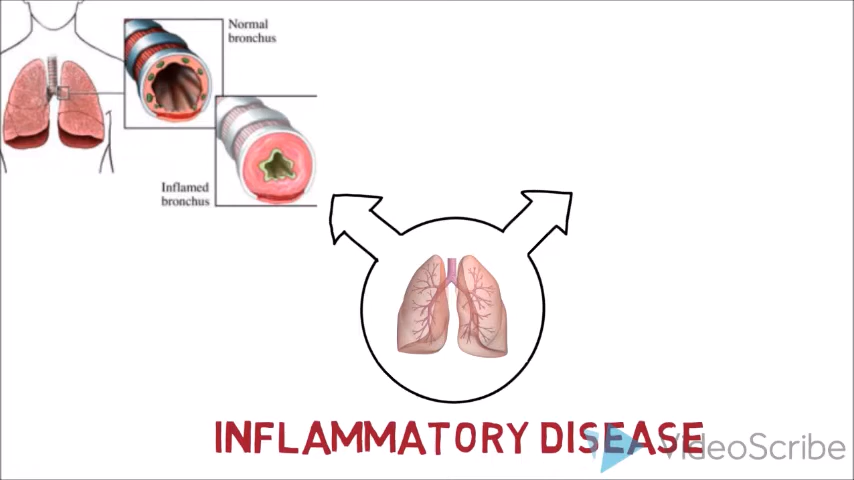 Normal
bronchus
Inflamed
bronchus
INFLAMMATORY DISEASE
VideoScribe